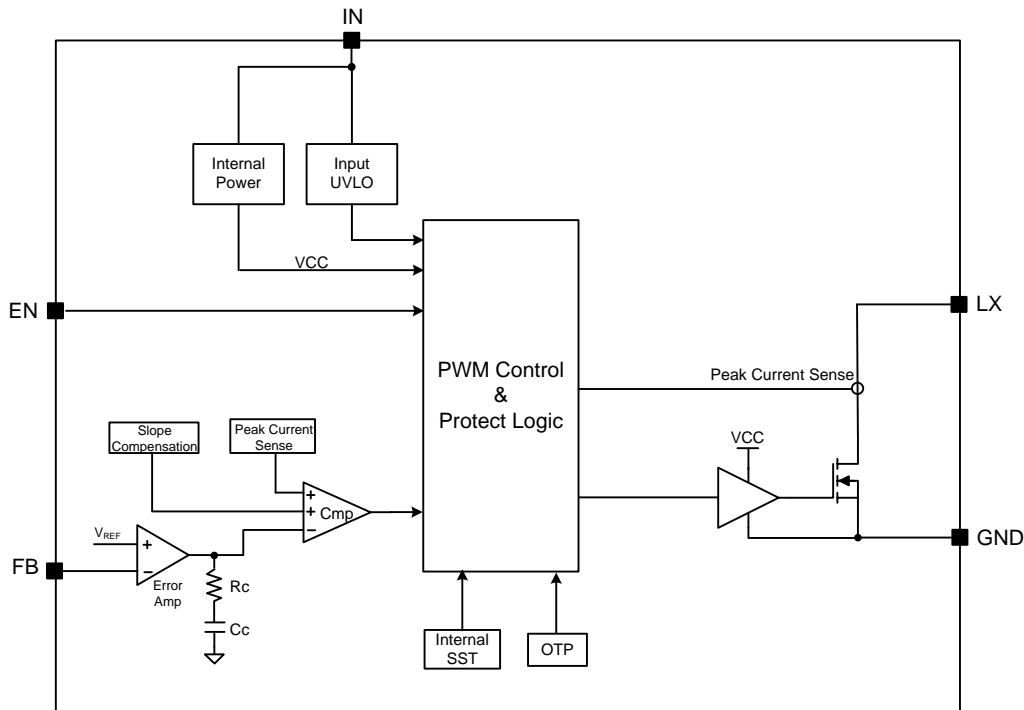 IN
Internal
Power
Input
UVLO
VCC
EN
LX
PWM Control
&
Protect Logic
Peak Current Sense
Slope
Compensation
Peak Current
Sense
VCC
+
+
−
Cmp
VREF
+
−
FB
Error
Amp
Rc
Cc
GND
Internal
SST
OTP